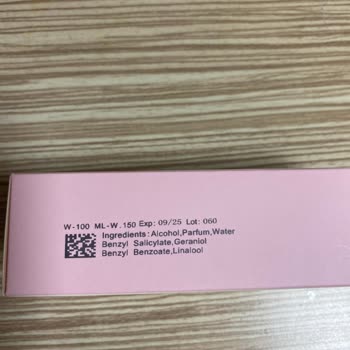 W-100 ML-W.150 Exp: 09/25 Lot: 060
Ingredients:Alcohol,Parfum,Water
Benzyl Salicylate,Geraniol
Benzyl Benzoate,Linalool